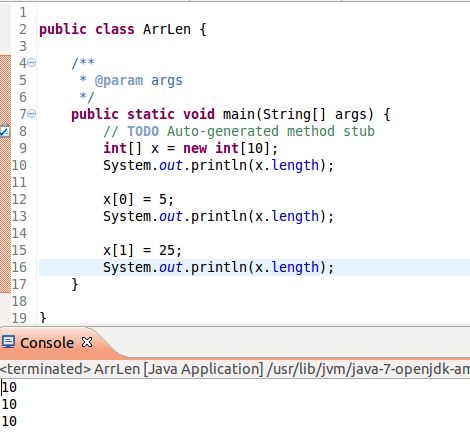 1
2 public class ArrLen {
3
4 /**
5 * @param args
6 */
7 public static void main(String[] args) {
8 // TODO Auto-generated method stub
9 int[] x = new int[10];
10 System.out.println(x.length);
11
12 x[0] = 5;
13 System.out.println(x.length);
14
15 x[1] = 25;
16 System.out.println(x.length);
17 }
18
19 }
Console
<terminated> ArrLen [Java Application] /usr/lib/jvm/java-7-openjdk-am
10
10
10